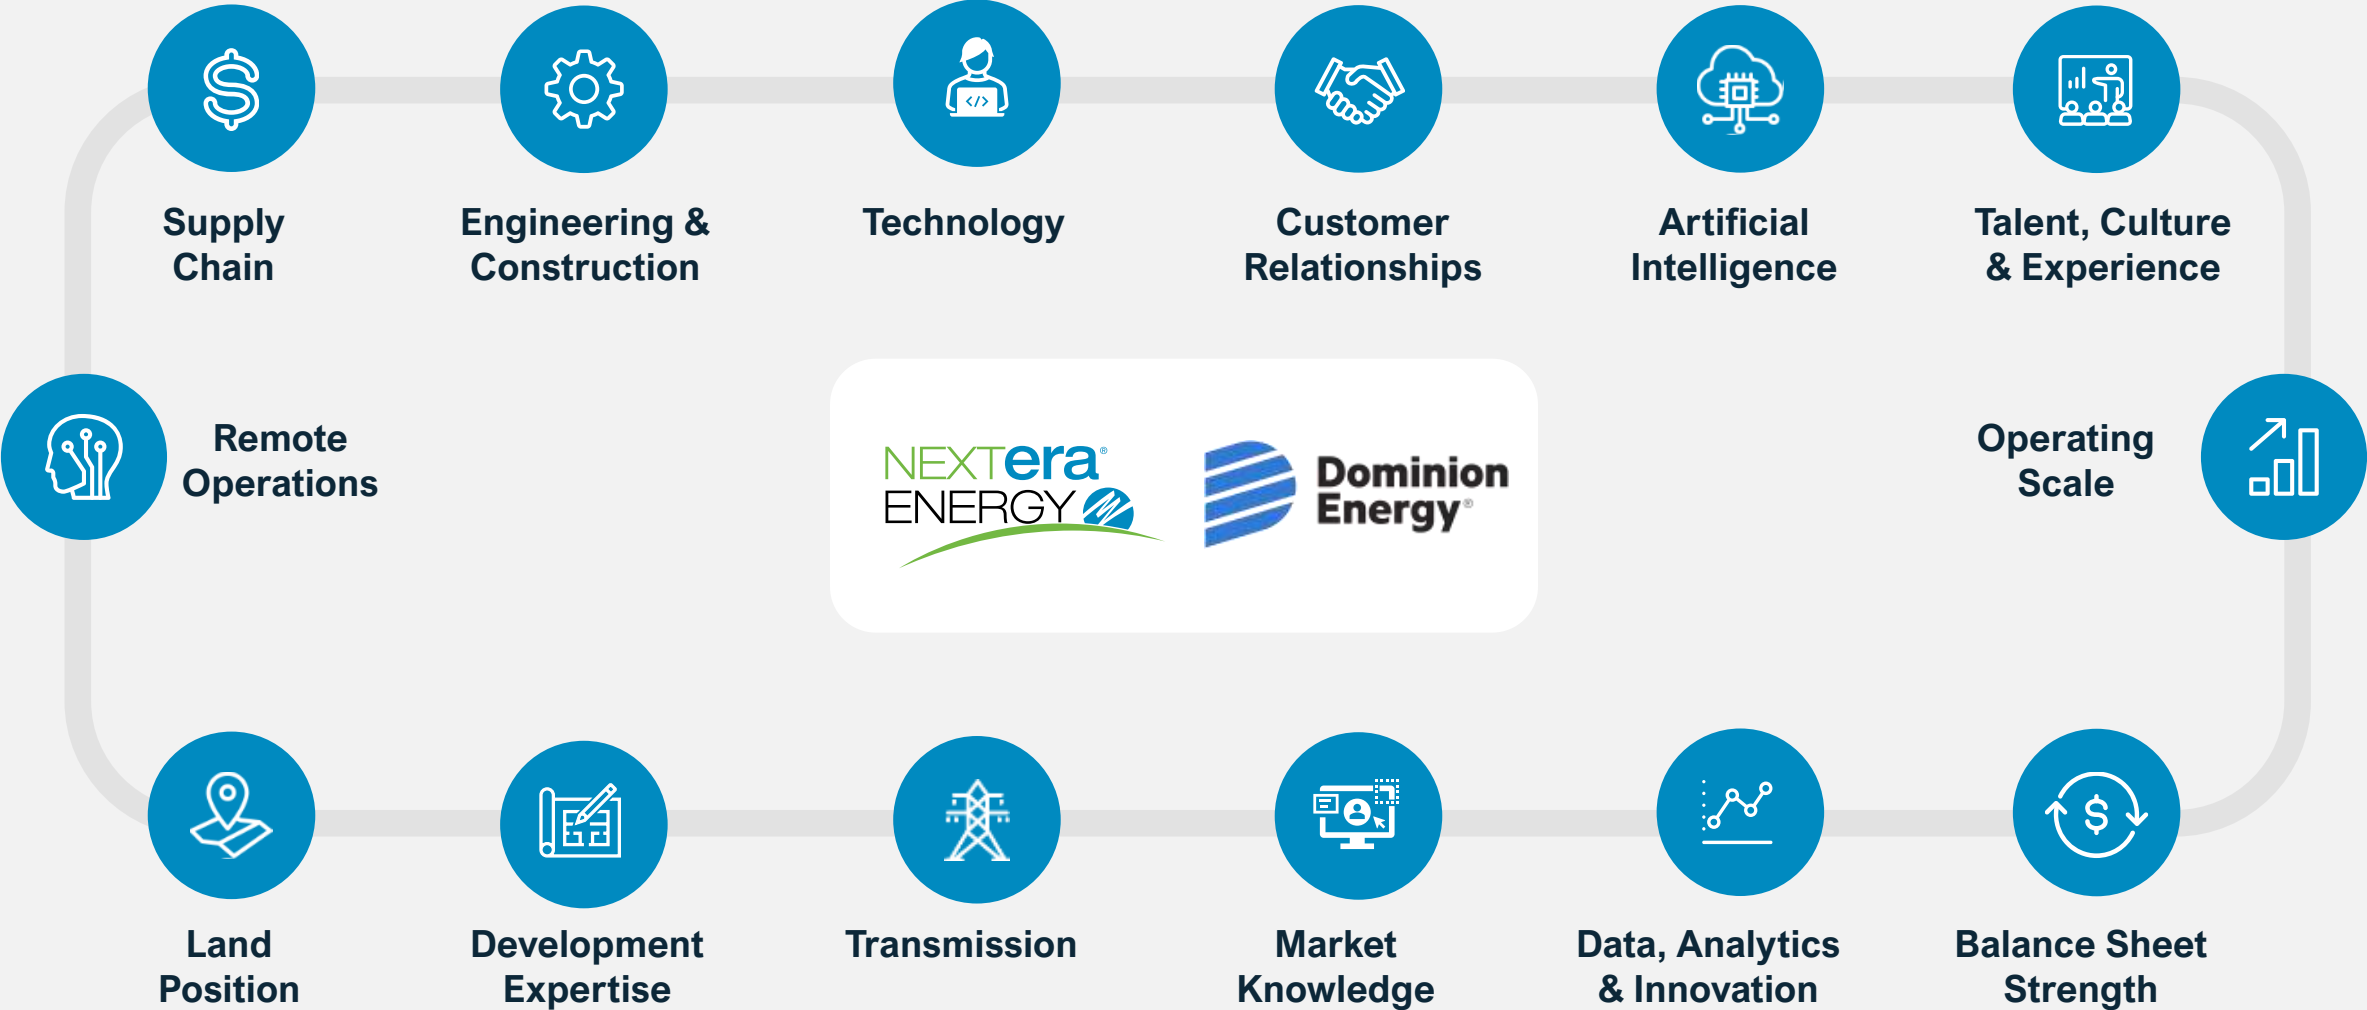 Supply
Chain
Engineering &
Construction
Technology
Customer
Relationships
Artificial
Intelligence
Talent, Culture
& Experience
Remote
Operations
NEXTera®
ENERGY
Dominion
Energy®
Operating
Scale
Land
Position
Development
Expertise
Transmission
Market
Knowledge
Data, Analytics
& Innovation
Balance Sheet
Strength